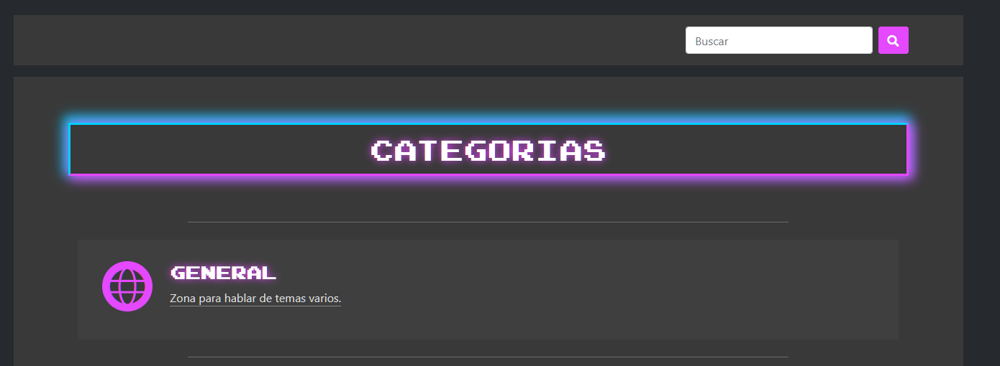 Buscar
CATEGORIAS
GENERAL
Zona para hablar de temas varios.